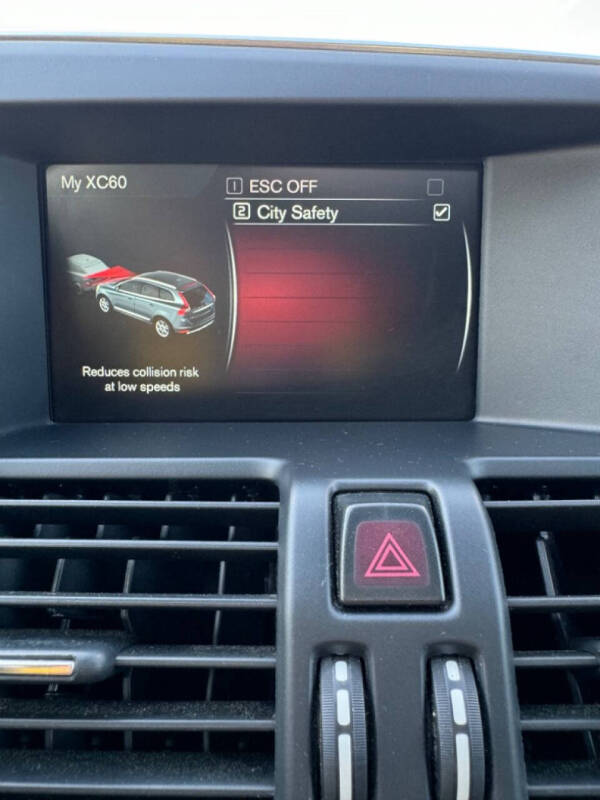 My XC60
1 ESC OFF
2 City Safety
Reduces collision risk
at low speeds